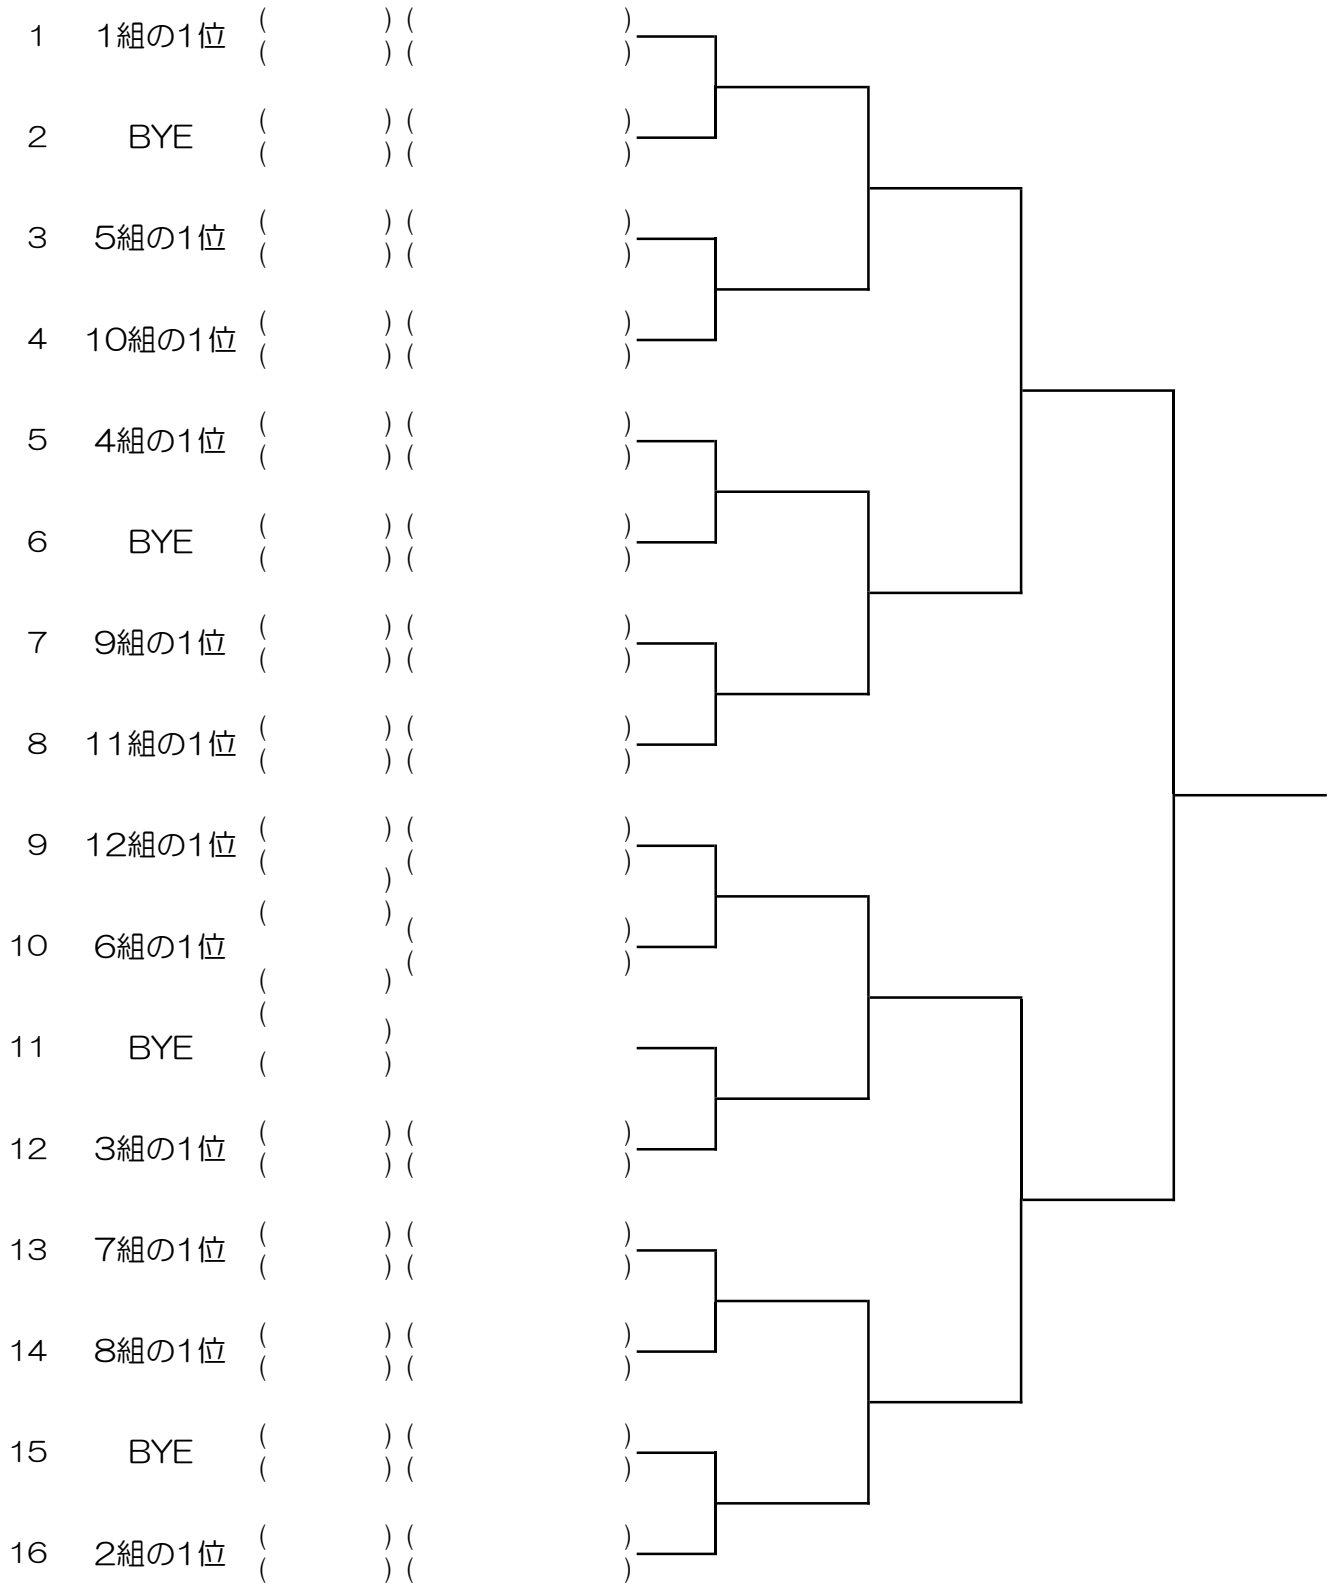 1 1組の1位 ( ) ( )
( ) ( )
2 BYE ( ) ( )
( ) ( )
3 5組の1位 ( ) ( )
( ) ( )
4 10組の1位 ( ) ( )
( ) ( )
5 4組の1位 ( ) ( )
( ) ( )
6 BYE ( ) ( )
( ) ( )
7 9組の1位 ( ) ( )
( ) ( )
8 11組の1位 ( ) ( )
( ) ( )
9 12組の1位 ( ) ( )
( ) ( )
10 6組の1位 ( ) ( )
( ) ( )
11 BYE ( )
( )
12 3組の1位 ( ) ( )
( ) ( )
13 7組の1位 ( ) ( )
( ) ( )
14 8組の1位 ( ) ( )
( ) ( )
15 BYE ( ) ( )
( ) ( )
16 2組の1位 ( ) ( )
( ) ( )